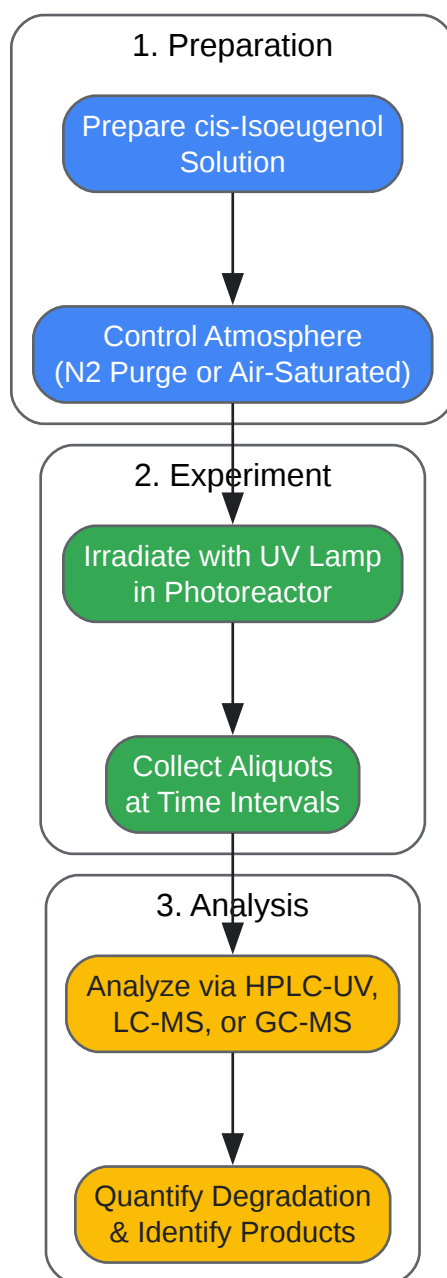 1. Preparation
Prepare cis-Isoeugenol
Solution
Control Atmosphere
(N2 Purge or Air-Saturated)
2. Experiment
Irradiate with UV Lamp
in Photoreactor
Collect Aliquots
at Time Intervals
3. Analysis
Analyze via HPLC-UV,
LC-MS, or GC-MS
Quantify Degradation
& Identify Products